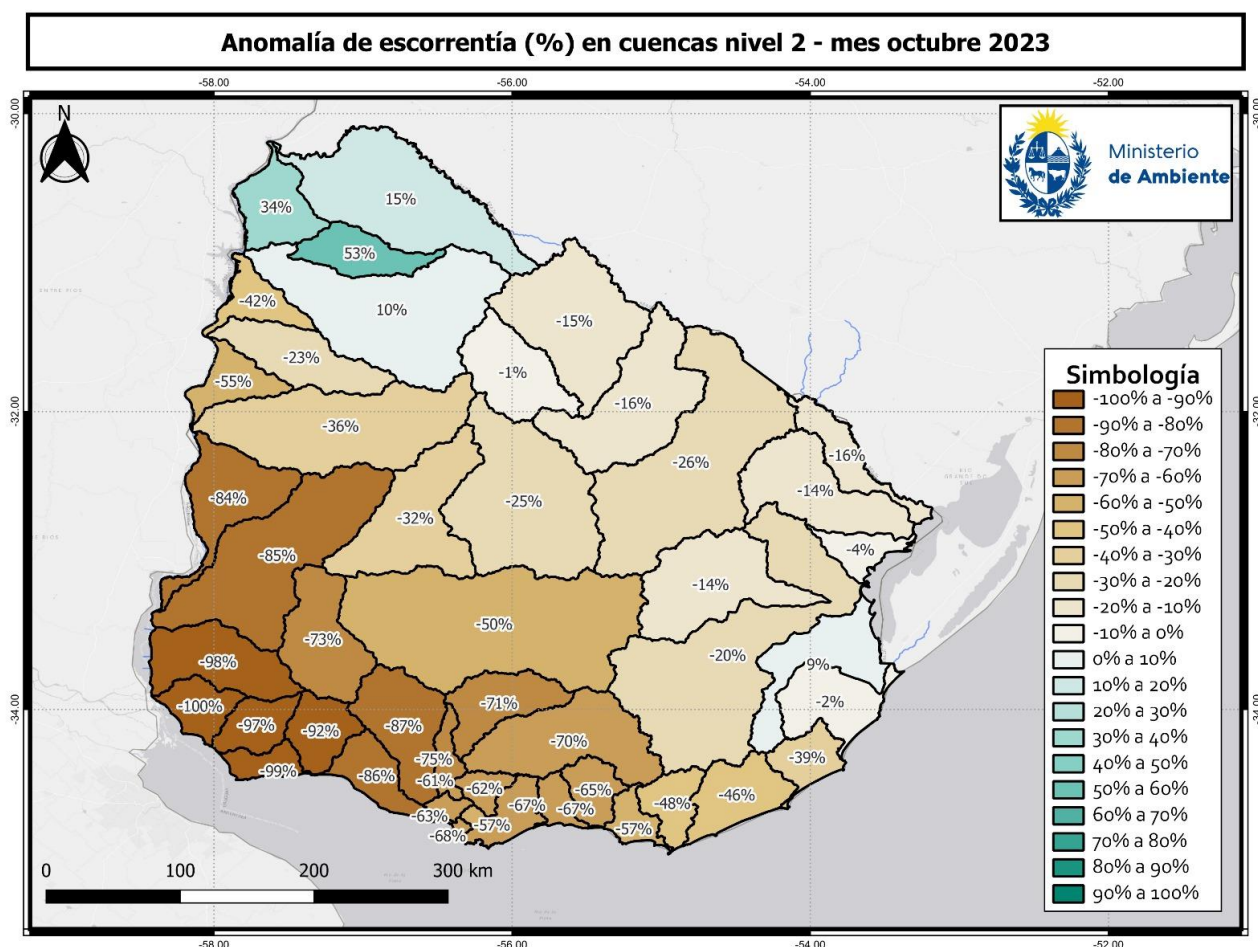 Anomalía de escorrentía (%) en cuencas nivel 2 - mes octubre 2023
-58.00 -56.00 -54.00 -52.00
-30.00 -30.00
N
Ministerio
de Ambiente
15%
34%
53%
-42%
10%
-15%
-23%
-1%
-55%
-16%
-36%
-26%
-16%
-14%
-84%
-25%
-32%
-85%
-4%
-14%
-73%
-50%
-98%
-20%
9%
-100%
-71%
-2%
-97%
-92%
-87%
-70%
-75%
-39%
-99%
-86%
-61%
-62%
-65%
-46%
-48%
-67%
-67%
-63%
-57%
-57%
-68%
-32.00 -32.00
-34.00 -34.00
Simbología
-100% a -90%
-90% a -80%
-80% a -70%
-70% a -60%
-60% a -50%
-50% a -40%
-40% a -30%
-30% a -20%
-20% a -10%
-10% a 0%
0% a 10%
10% a 20%
20% a 30%
30% a 40%
40% a 50%
50% a 60%
60% a 70%
70% a 80%
80% a 90%
90% a 100%
0 100 200 300 km
-58.00 -56.00 -54.00 -52.00